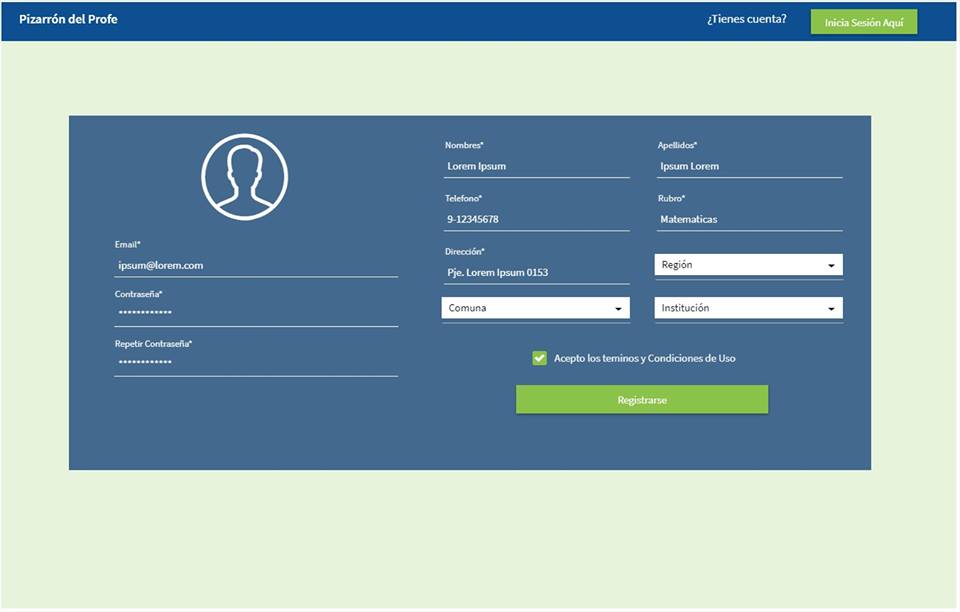 Pizarrón del Profe
¿Tienes cuenta?
Inicia Sesión Aquí
Email*
ipsum@lorem.com
Contraseña*
************
Repetir Contraseña*
************
Nombres*
Lorem Ipsum
Apellidos*
Ipsum Lorem
Telefono*
9-12345678
Rubro*
Matematicas
Dirección*
Pje. Lorem Ipsum 0153
Región
Comuna
Institución
Acepto los teminos y Condiciones de Uso
Registrarse